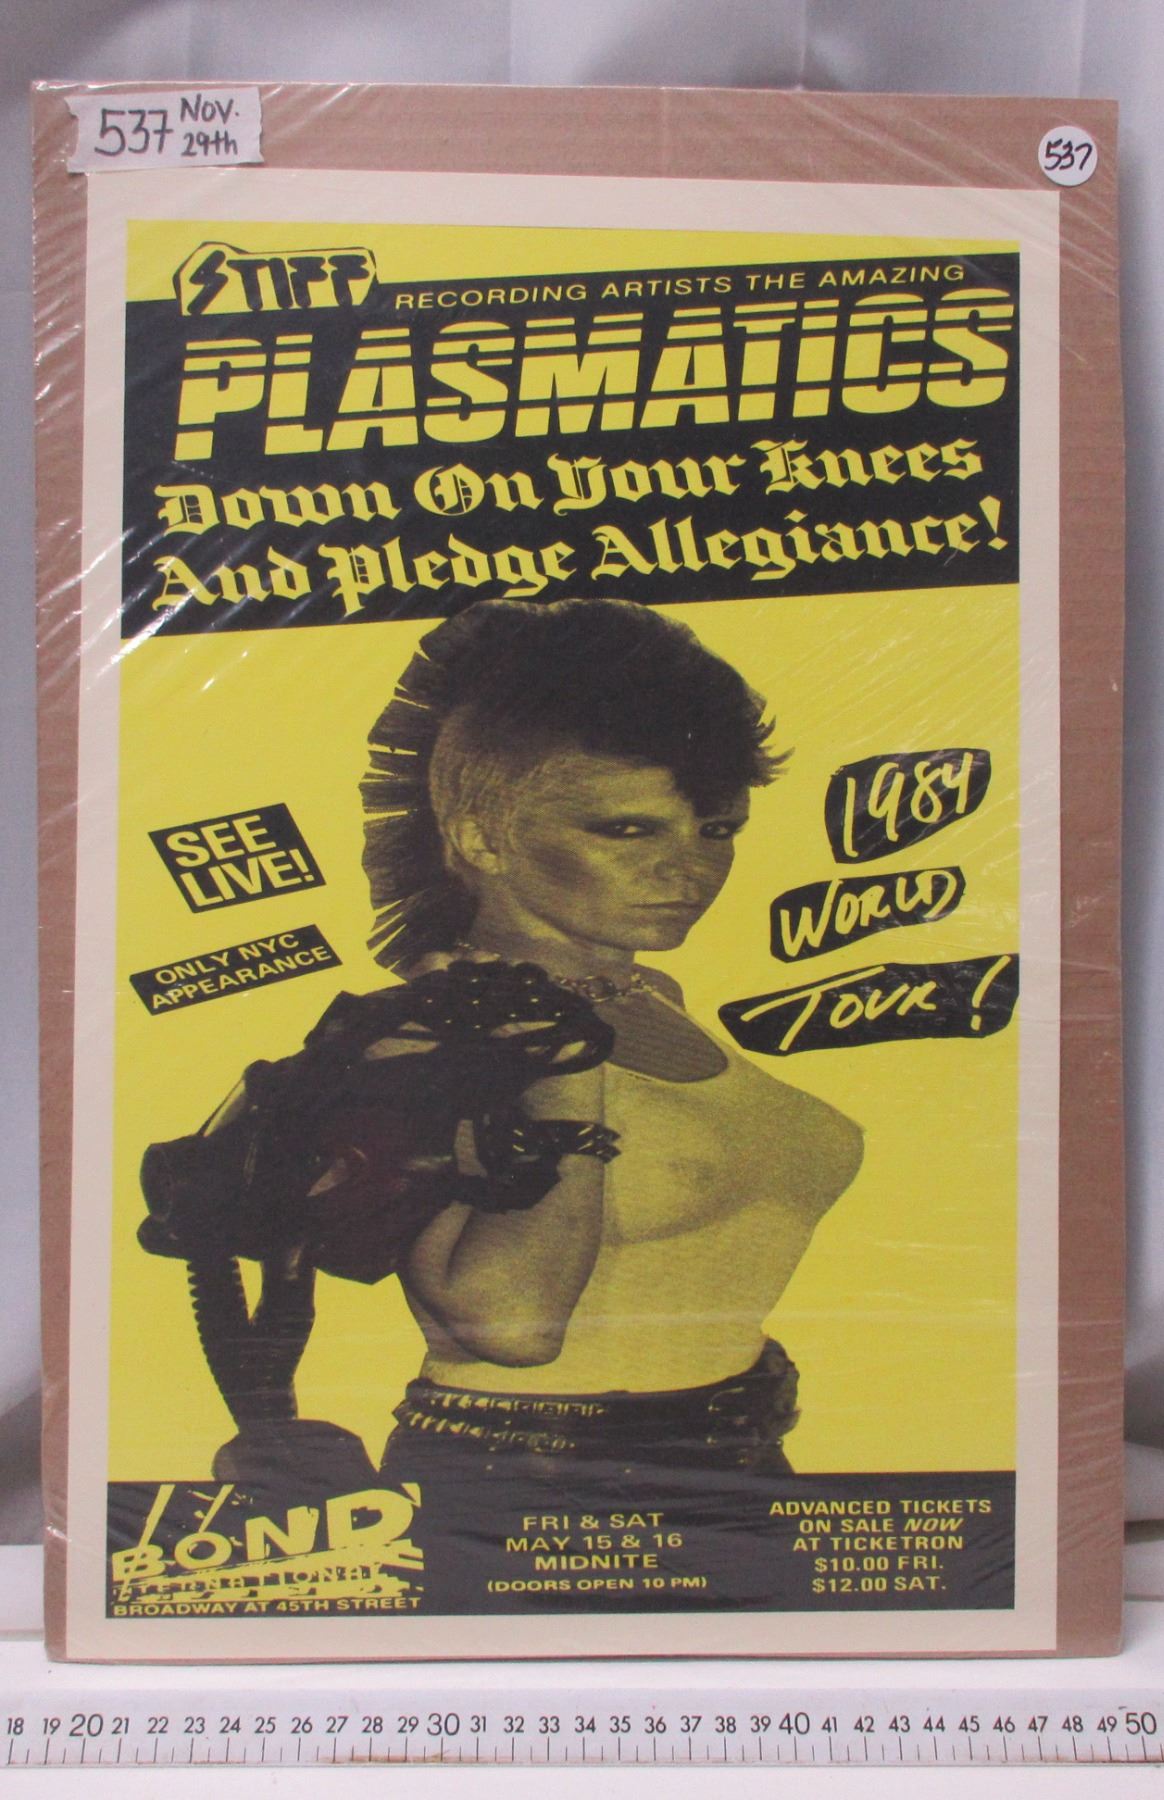 537 NOV.
29th
537
STIFF
RECORDING ARTISTS THE AMAZING
PLASMATICS
Down On Your Knees
And Pledge Allegiance!
SEE
LIVE!
ONLY NYC
APPEARANCE
1984
WORLD
TOUR!
BOND
INTERNATIONAL
BROADWAY AT 45TH STREET
FRI & SAT
MAY 15 & 16
MIDNITE
(DOORS OPEN 10 PM)
ADVANCED TICKETS
ON SALE NOW
AT TICKETRON
$10.00 FRI.
$12.00 SAT.
18 19 20 21 22 23 24 25 26 27 28 29 30 31 32 33 34 35 36 37 38 39 40 41 42 43 44 45 46 47 48 49 50